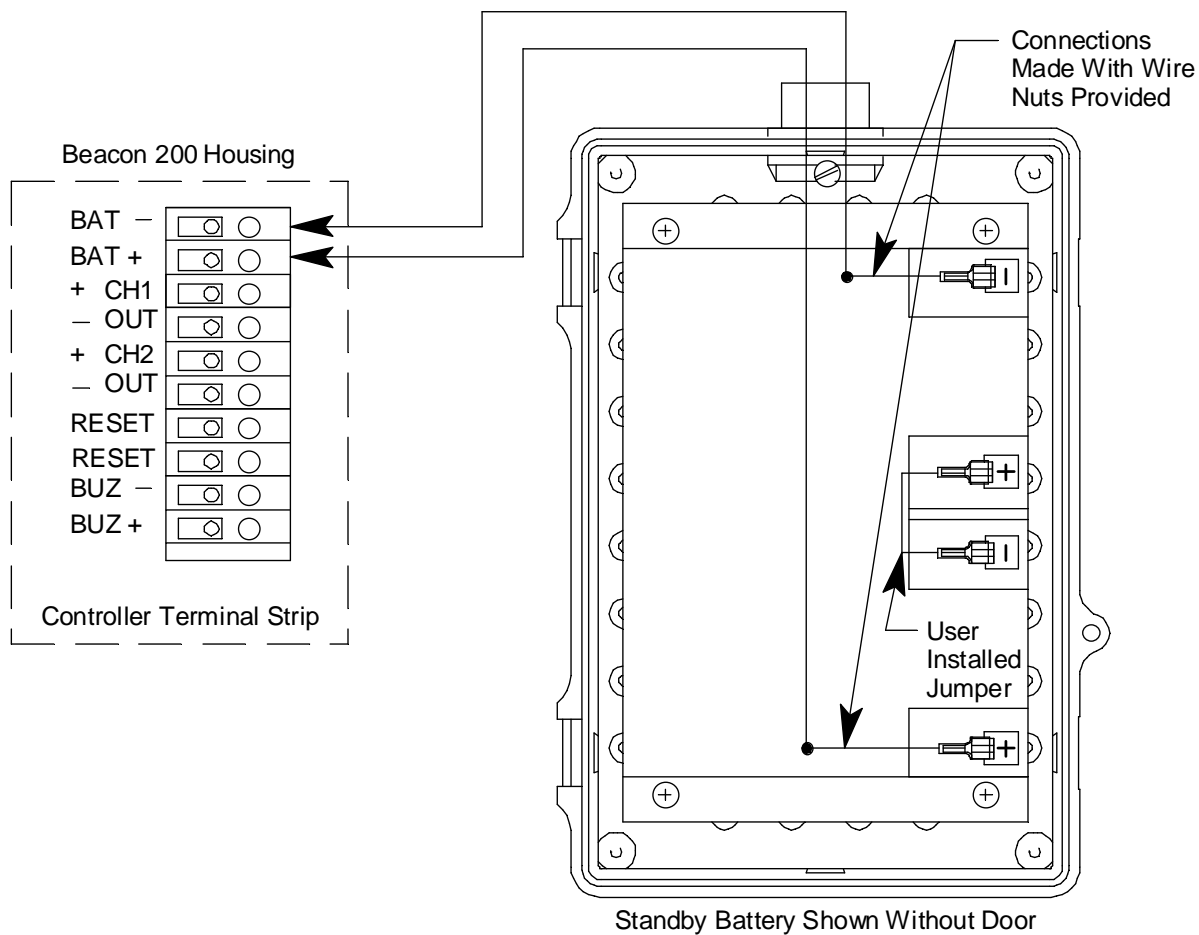 Connections
Made With Wire
Nuts Provided
Beacon 200 Housing
BAT −
BAT +
+ CH1
− OUT
+ CH2
− OUT
RESET
RESET
BUZ −
BUZ +
Controller Terminal Strip
−
+
−
User
Installed
Jumper
+
Standby Battery Shown Without Door